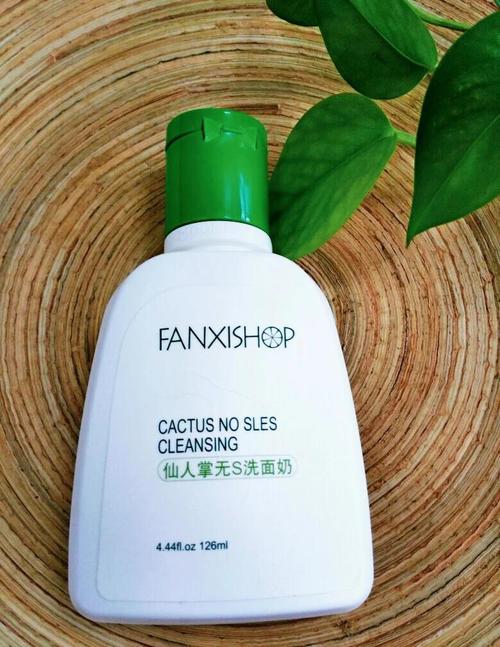 FANXISHOP
CACTUS NO SLES
CLEANSING
仙人掌无S洗面奶
4.44fl.oz 126ml